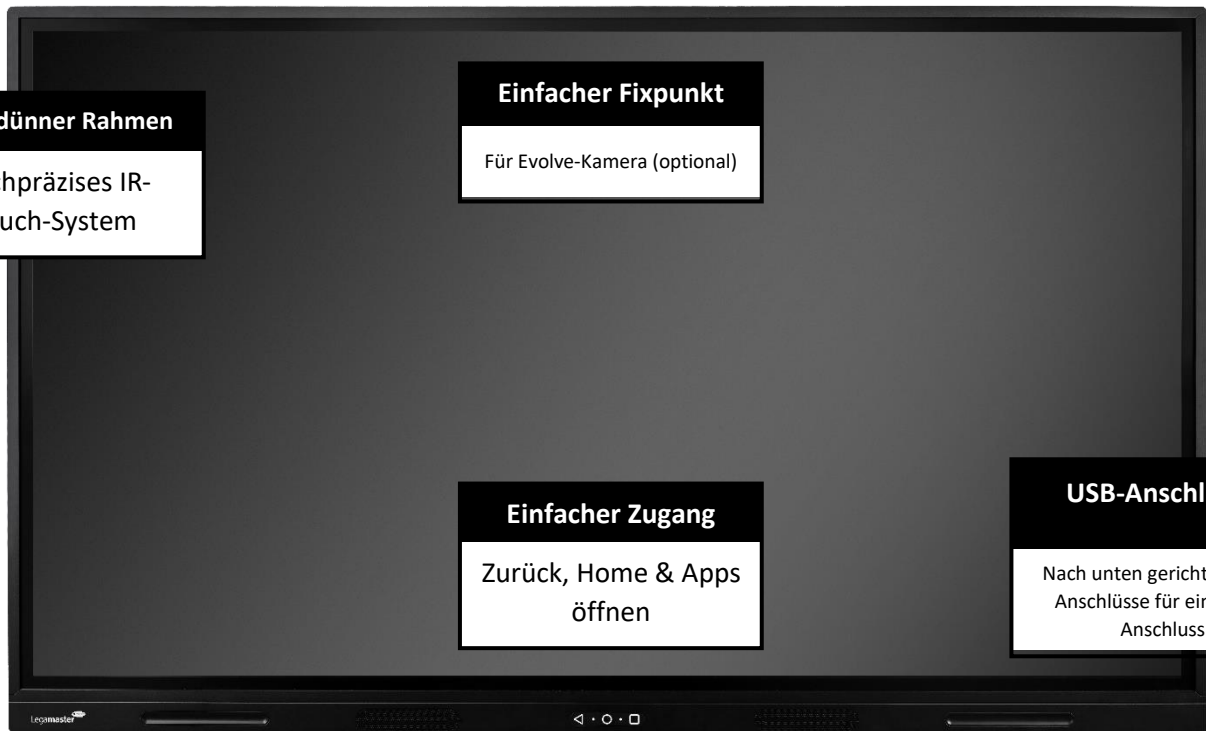 dünner Rahmen
hpräzises IR-
uch-System
Einfacher Fixpunkt
Für Evolve-Kamera (optional)
Einfacher Zugang
Zurück, Home & Apps
öffnen
USB-Anschl
Nach unten gericht
Anschlüsse für ein
Anschluss
Legamaster